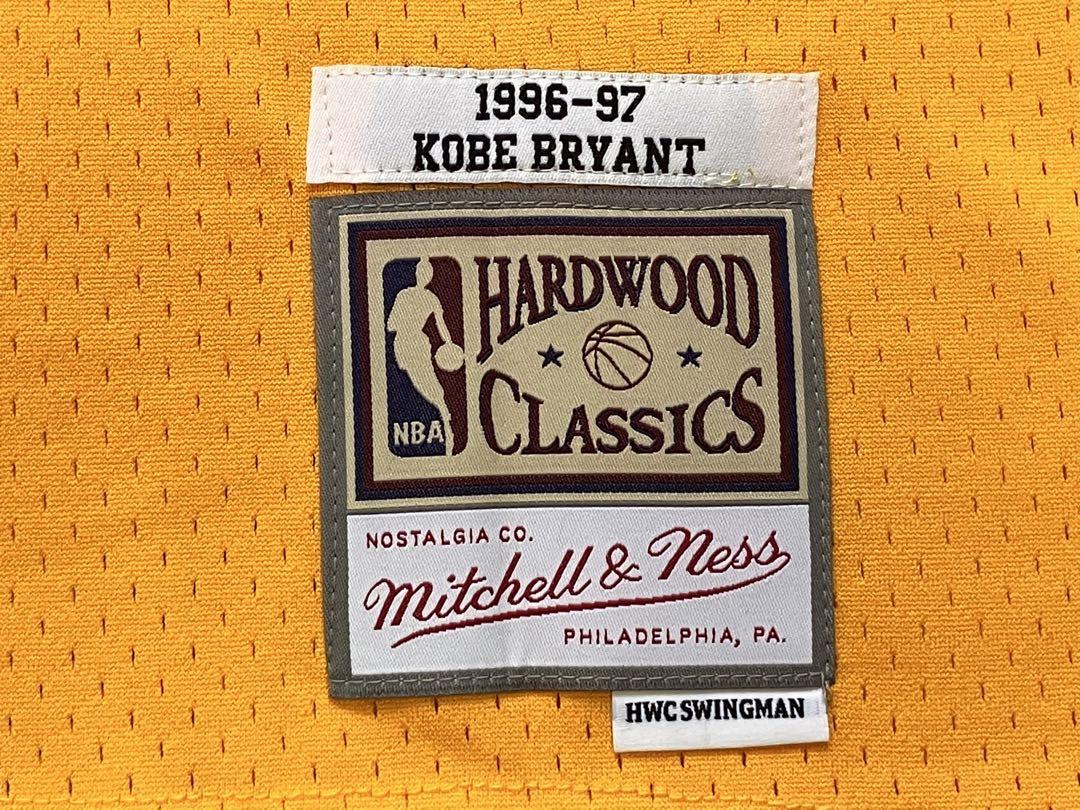 1996-97
KOBE BRYANT
HARDWOOD
CLASSICS
NBA
NOSTALGIA CO.
Mitchell & Ness
PHILADELPHIA, PA.
HWC SWINGMAN